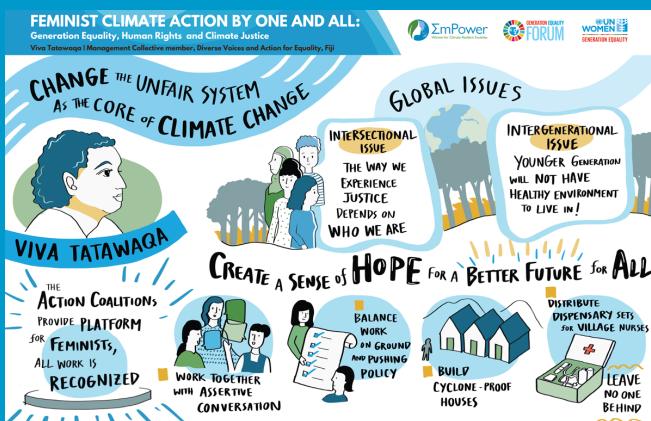 FEMINIST CLIMATE ACTION BY ONE AND ALL:
Generation Equality, Human Rights and Climate Justice
Viva Tatawaqa | Management Collective member, Diverse Voices and Action for Equality, Fiji
ΣmPower
GENERATION EQUALITY
FORUM
UN
WOMEN
GENERATION EQUALITY
CHANGE THE UNFAIR SYSTEM
AS THE CORE OF CLIMATE CHANGE
VIVA TATAWAQA
GLOBAL ISSUES
INTERSECTIONAL
ISSUE
THE WAY WE
EXPERIENCE
JUSTICE
DEPENDS ON
WHO WE ARE
INTERGENERATIONAL
ISSUE
YOUNGER GENERATION
WILL NOT HAVE
HEALTHY ENVIRONMENT
TO LIVE IN!
CREATE A SENSE OF HOPE FOR A BETTER FUTURE FOR ALL
THE
ACTION COALITIONS
PROVIDE PLATFORM
FOR FEMINISTS,
ALL WORK IS
RECOGNIZED
WORK TOGETHER
WITH ASSERTIVE
CONVERSATION
BALANCE
WORK
ON GROUND
AND PUSHING
POLICY
BUILD
CYCLONE-PROOF
HOUSES
DISTRIBUTE
DISPENSARY SETS
FOR VILLAGE NURSES
LEAVE
NO ONE
BEHIND